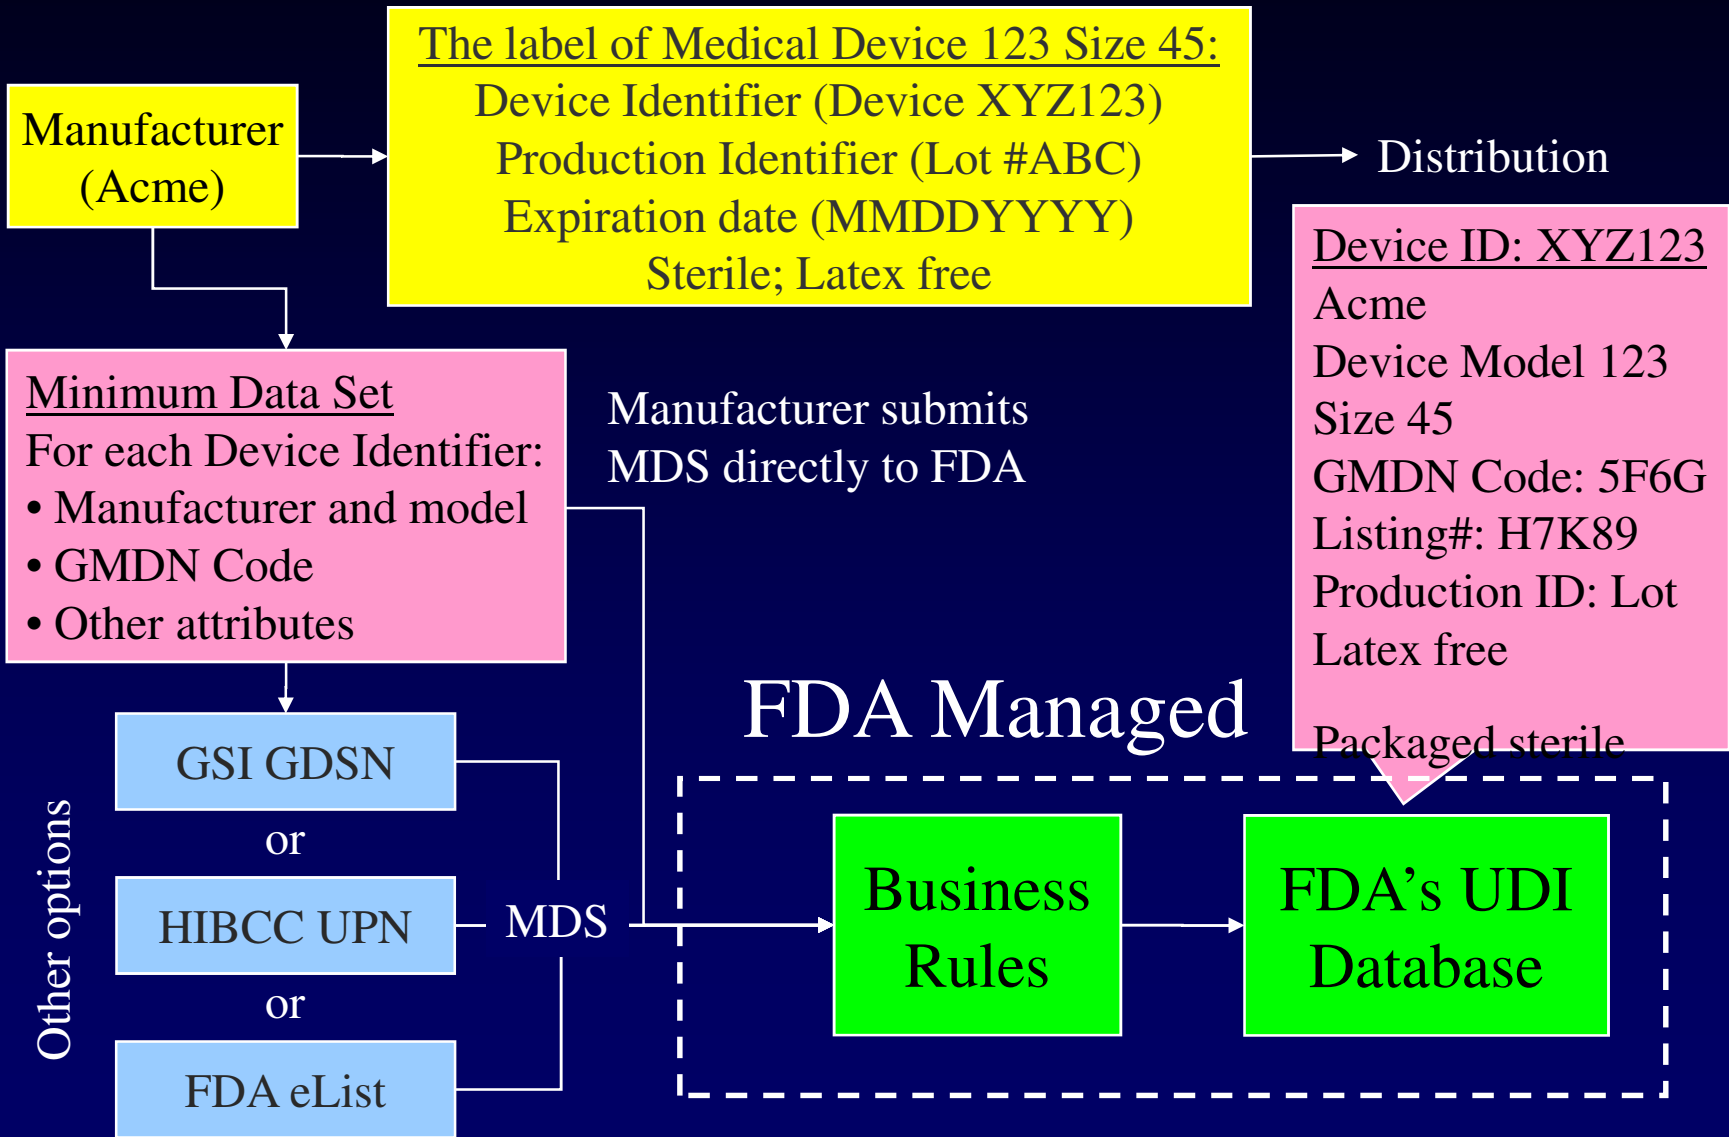 The label of Medical Device 123 Size 45:
Device Identifier (Device XYZ123)
Production Identifier (Lot #ABC)
Expiration date (MMDDYYYY)
Sterile; Latex free
Manufacturer
(Acme)
Distribution
Device ID: XYZ123
Acme
Device Model 123
Size 45
GMDN Code: 5F6G
Listing#: H7K89
Production ID: Lot
Latex free
Packaged sterile
Minimum Data Set
For each Device Identifier:
• Manufacturer and model
• GMDN Code
• Other attributes
Manufacturer submits
MDS directly to FDA
FDA Managed
Other options
GSI GDSN
or
HIBCC UPN
or
FDA eList
MDS
Business
Rules
FDA’s UDI
Database